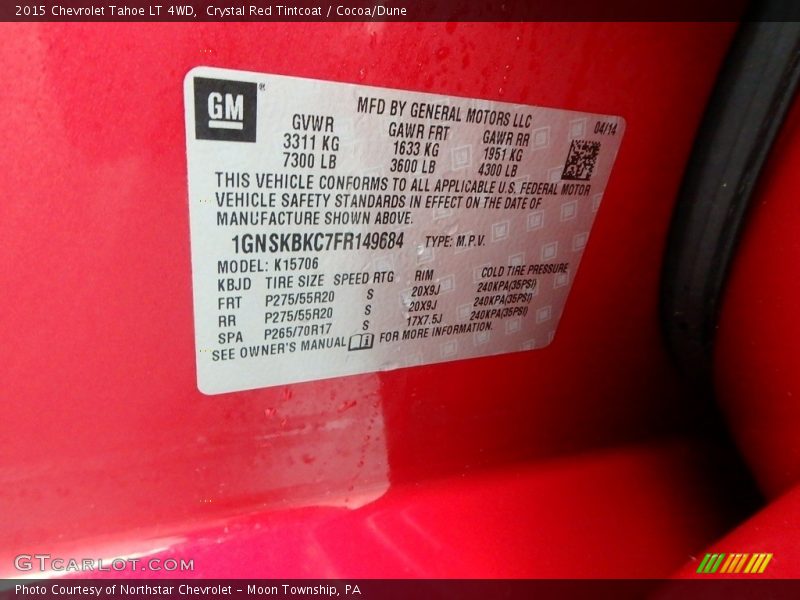 2015 Chevrolet Tahoe LT 4WD, Crystal Red Tintcoat / Cocoa/Dune
GM ®
MFD BY GENERAL MOTORS LLC
04/14
GVWR GAWR FRT GAWR RR
3311 KG 1633 KG 1951 KG
7300 LB 3600 LB 4300 LB
THIS VEHICLE CONFORMS TO ALL APPLICABLE U.S. FEDERAL MOTOR
VEHICLE SAFETY STANDARDS IN EFFECT ON THE DATE OF
MANUFACTURE SHOWN ABOVE.
1GNSKBKC7FR149684 TYPE: M.P.V.
MODEL: K15706
KBJD TIRE SIZE SPEED RTG RIM COLD TIRE PRESSURE
FRT P275/55R20 S 20X9J 240KPA(35PSI)
RR P275/55R20 S 20X9J 240KPA(35PSI)
SPA P265/70R17 S 17X7.5J 240KPA(35PSI)
SEE OWNER'S MANUAL FOR MORE INFORMATION.
GTCARLOT.COM
Photo Courtesy of Northstar Chevrolet - Moon Township, PA